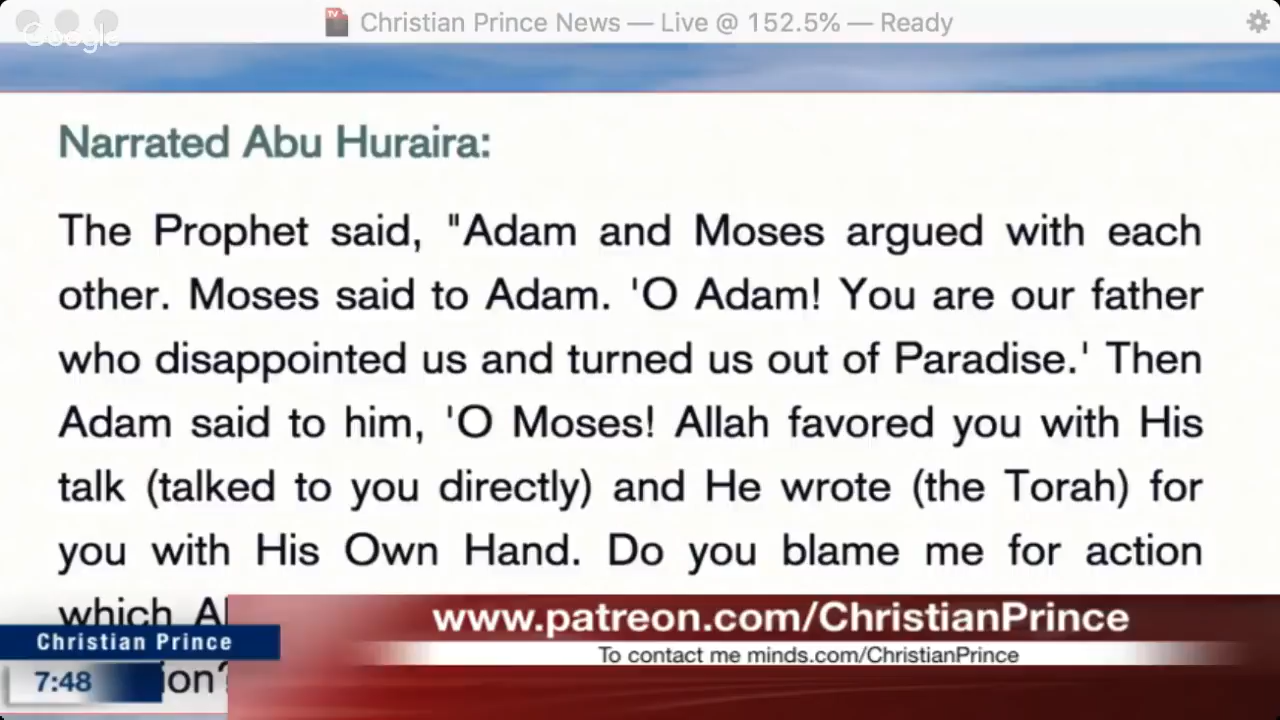 Christian Prince News — Live @ 152.5% — Ready
Google
Narrated Abu Huraira:
The Prophet said, "Adam and Moses argued with each
other. Moses said to Adam. 'O Adam! You are our father
who disappointed us and turned us out of Paradise.' Then
Adam said to him, 'O Moses! Allah favored you with His
talk (talked to you directly) and He wrote (the Torah) for
you with His Own Hand. Do you blame me for action
which
www.patreon.com/ChristianPrince
Christian Prince
To contact me minds.com/ChristianPrince
7:48